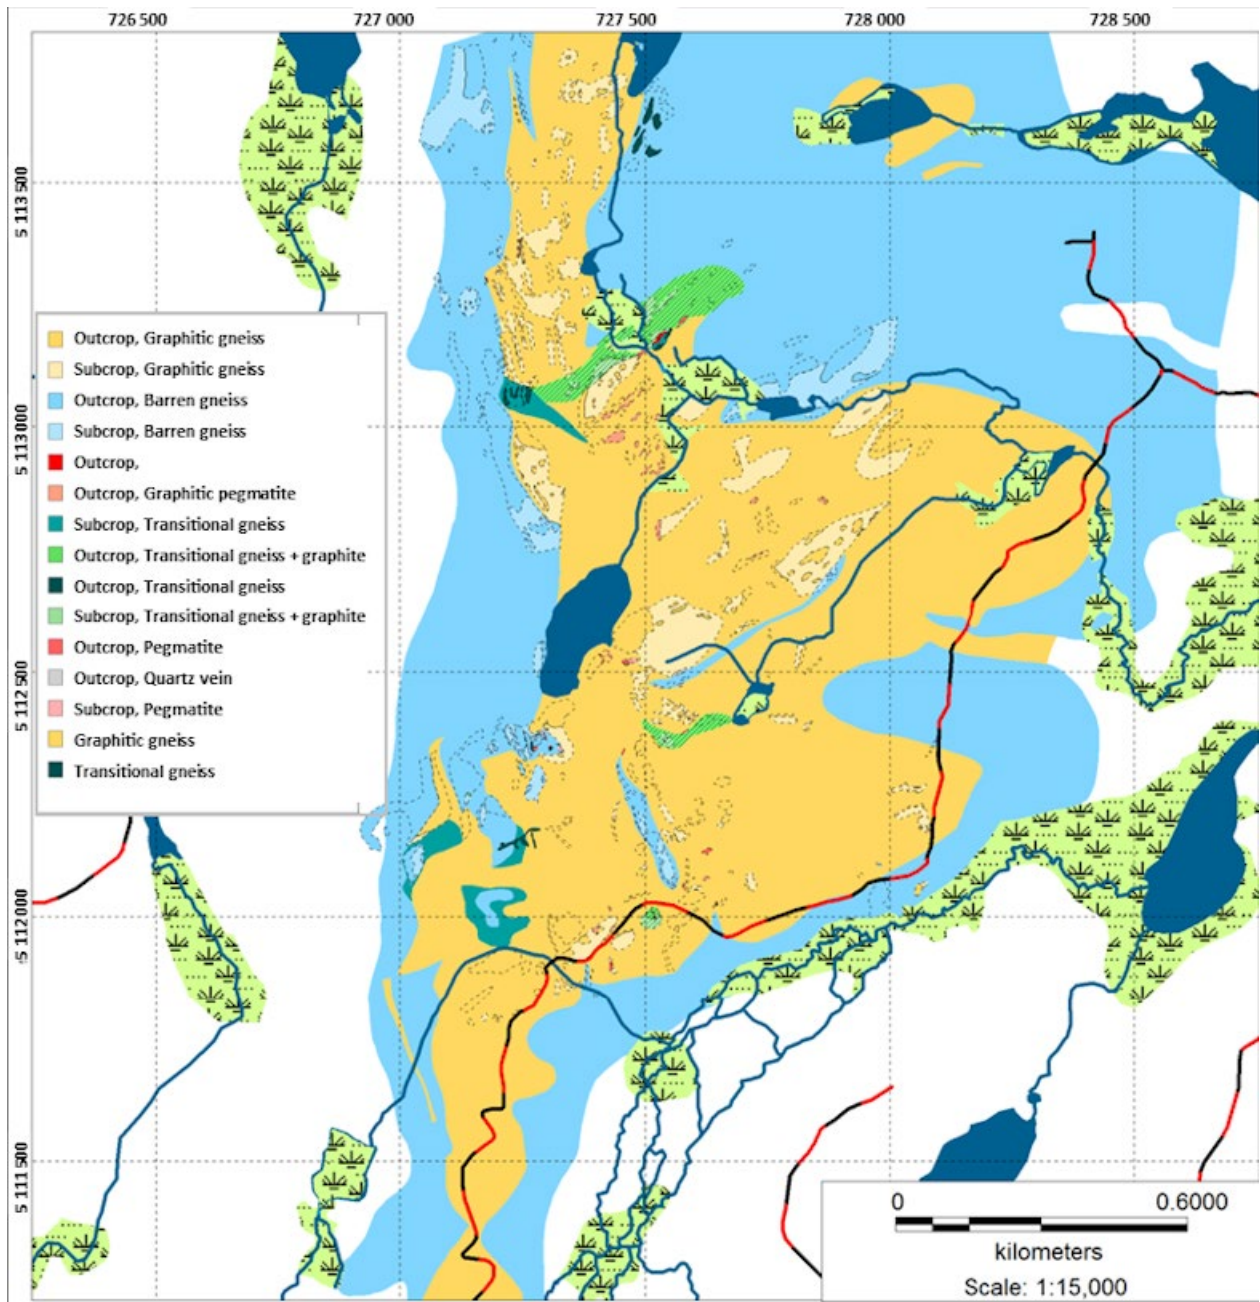 726 500 727 000 727 500 728 000 728 500
5 113 500
5 113 000
5 112 500
5 112 000
5 111 500
Outcrop, Graphitic gneiss
Subcrop, Graphitic gneiss
Outcrop, Barren gneiss
Subcrop, Barren gneiss
Outcrop,
Outcrop, Graphitic pegmatite
Subcrop, Transitional gneiss
Outcrop, Transitional gneiss + graphite
Outcrop, Transitional gneiss
Subcrop, Transitional gneiss + graphite
Outcrop, Pegmatite
Outcrop, Quartz vein
Subcrop, Pegmatite
Graphitic gneiss
Transitional gneiss
0 0.6000
kilometers
Scale: 1:15,000